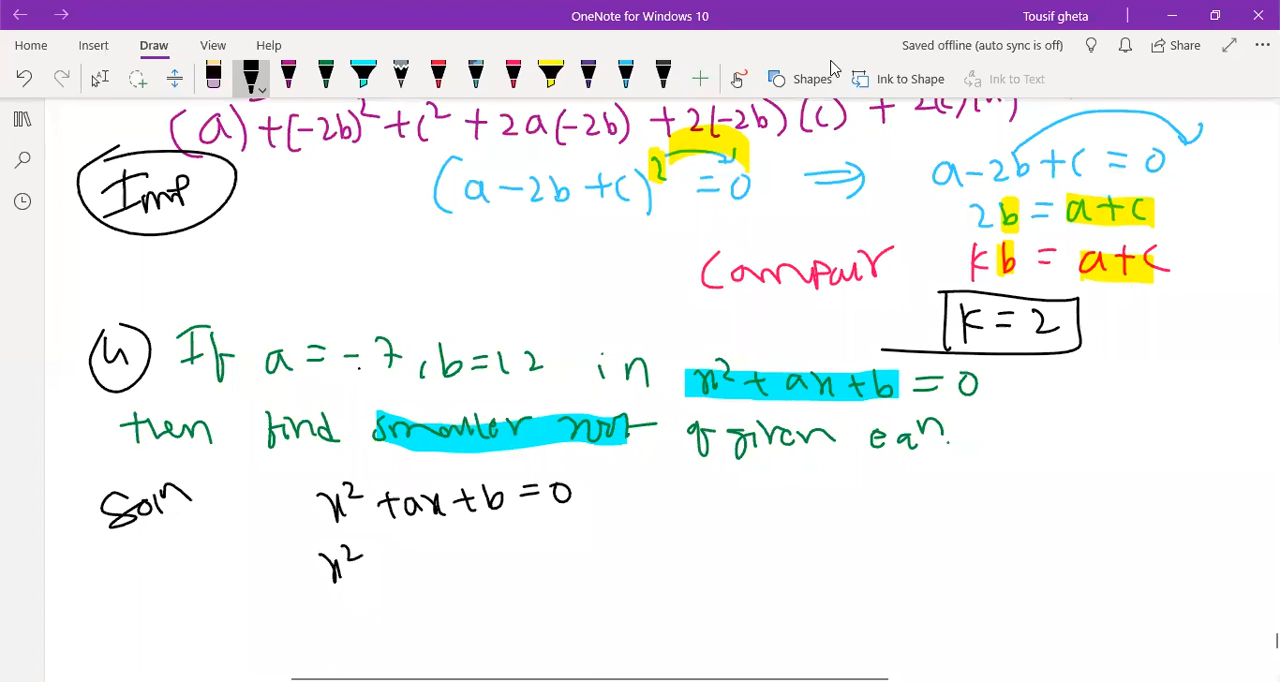 OneNote for Windows 10
Tousif gheta
Home Insert Draw View Help
Saved offline (auto sync is off) Share
Shapes Ink to Shape Ink to Text
(a) + (-2b)² + c² + 2a(-2b) + 2(-2b)(c) +
Imp (a-2b+c)² = 0 ⇒ a-2b+c = 0
2b = a+c
Compair kb = a+c
k = 2
4 If a = -7, b=12 in x² + ax + b = 0
then find smaller root of given eqn.
Soln x² + ax + b = 0
x²